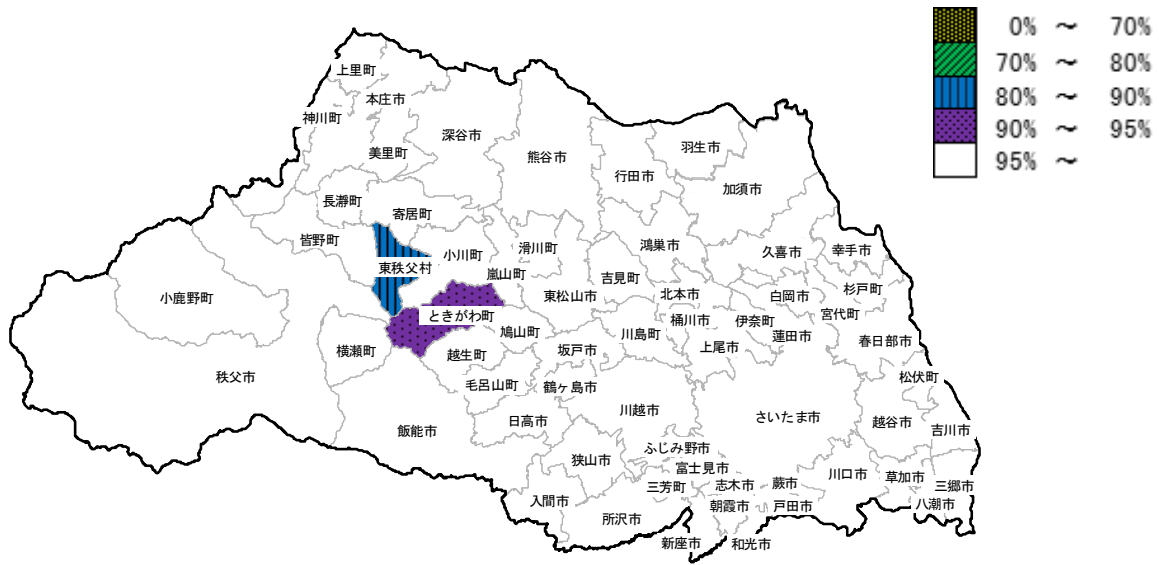 0% ～ 70%
70% ～ 80%
80% ～ 90%
90% ～ 95%
95% ～
上里町
本庄市
神川町
深谷市
美里町
熊谷市
羽生市
行田市
加須市
長瀞町
寄居町
皆野町
小川町
滑川町
鴻巣市
久喜市
幸手市
東秩父村
嵐山町
吉見町
杉戸町
小鹿野町
東松山市
北本市
白岡市
ときがわ町
桶川市
伊奈町
宮代町
鳩山町
川島町
蓮田市
春日部市
横瀬町
越生町
坂戸市
上尾市
秩父市
毛呂山町
鶴ヶ島市
松伏町
川越市
さいたま市
飯能市
日高市
越谷市
吉川市
ふじみ野市
狭山市
富士見市
川口市
草加市
三芳町
志木市
蕨市
三郷市
入間市
朝霞市
戸田市
八潮市
所沢市
新座市
和光市